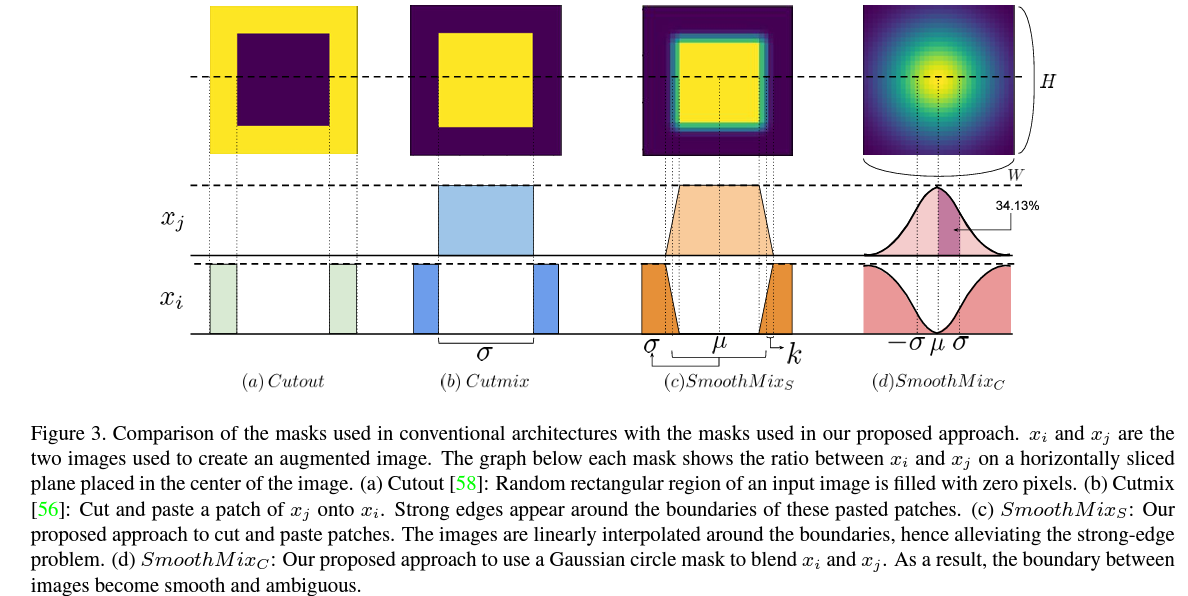 H
W
34.13%
x_j
x_i
σ
σ
μ
k
−σ μ σ
(a) Cutout
(b) Cutmix
(c)SmoothMix_S
(d)SmoothMix_C
Figure 3. Comparison of the masks used in conventional architectures with the masks used in our proposed approach. x_i and x_j are the
two images used to create an augmented image. The graph below each mask shows the ratio between x_i and x_j on a horizontally sliced
plane placed in the center of the image. (a) Cutout [58]: Random rectangular region of an input image is filled with zero pixels. (b) Cutmix
[56]: Cut and paste a patch of x_j onto x_i. Strong edges appear around the boundaries of these pasted patches. (c) SmoothMix_S: Our
proposed approach to cut and paste patches. The images are linearly interpolated around the boundaries, hence alleviating the strong-edge
problem. (d) SmoothMix_C: Our proposed approach to use a Gaussian circle mask to blend x_i and x_j. As a result, the boundary between
images become smooth and ambiguous.